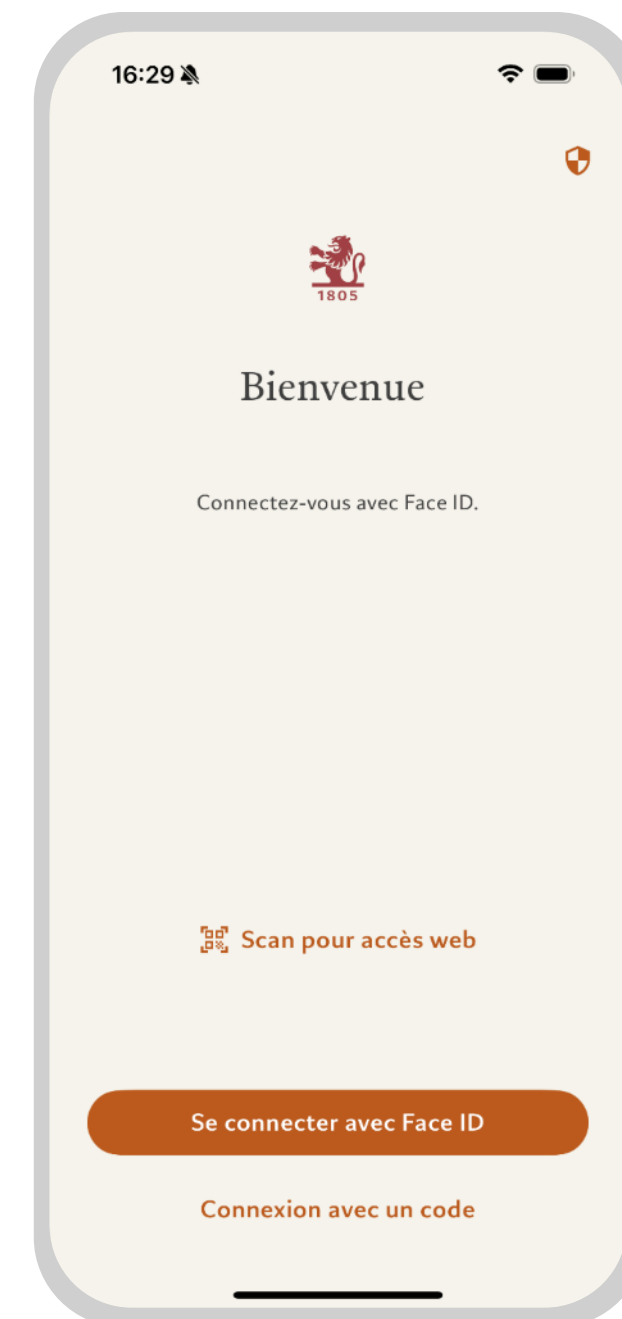 16:29
1805
Bienvenue
Connectez-vous avec Face ID.
Scan pour accès web
Se connecter avec Face ID
Connexion avec un code